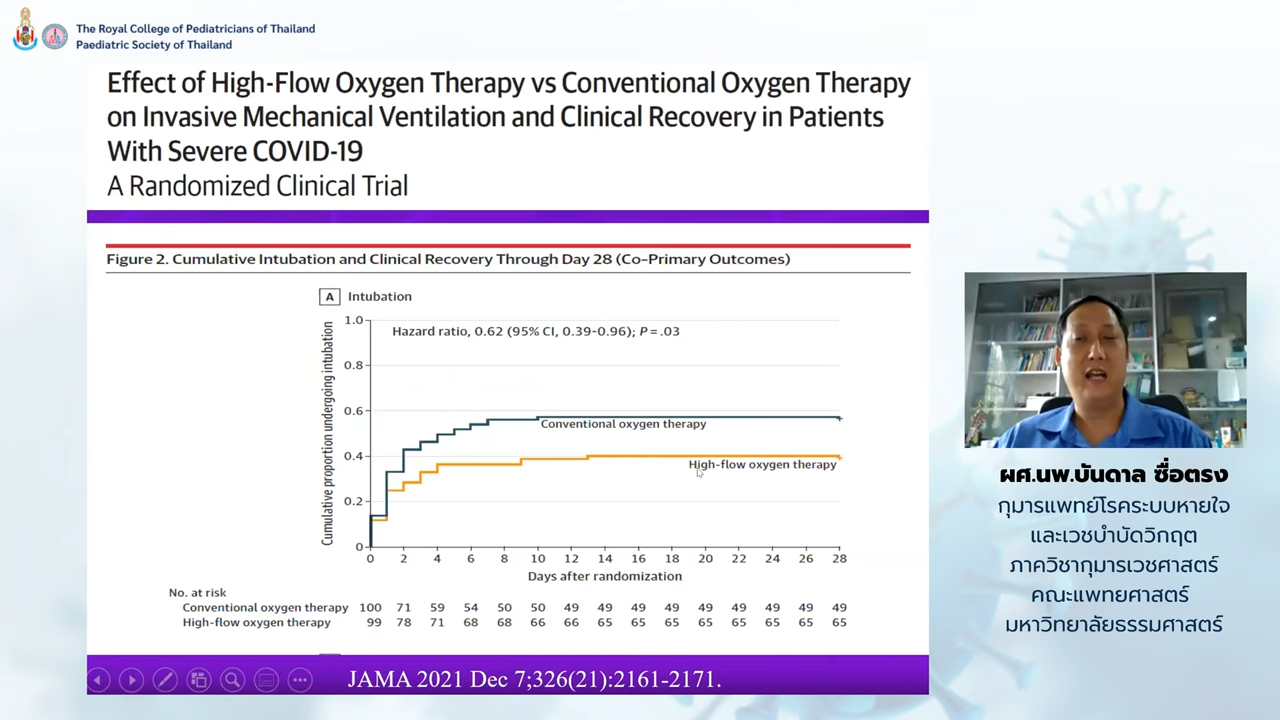 The Royal College of Pediatricians of Thailand
Paediatric Society of Thailand
Effect of High-Flow Oxygen Therapy vs Conventional Oxygen Therapy
on Invasive Mechanical Ventilation and Clinical Recovery in Patients
With Severe COVID-19
A Randomized Clinical Trial
Figure 2. Cumulative Intubation and Clinical Recovery Through Day 28 (Co-Primary Outcomes)
A Intubation
Cumulative proportion undergoing intubation
1.0
0.8
0.6
0.4
0.2
0
Hazard ratio, 0.62 (95% CI, 0.39-0.96); P = .03
Conventional oxygen therapy
High-flow oxygen therapy
0 2 4 6 8 10 12 14 16 18 20 22 24 26 28
Days after randomization
No. at risk
Conventional oxygen therapy 100 71 59 54 50 50 49 49 49 49 49 49 49 49 49
High-flow oxygen therapy 99 78 71 68 68 66 66 65 65 65 65 65 65 65 65
JAMA 2021 Dec 7;326(21):2161-2171.
ผศ.นพ.บันดาล ซื่อตรง
กุมารแพทย์โรคระบบหายใจ
และเวชบำบัดวิกฤต
ภาควิชากุมารเวชศาสตร์
คณะแพทยศาสตร์
มหาวิทยาลัยธรรมศาสตร์